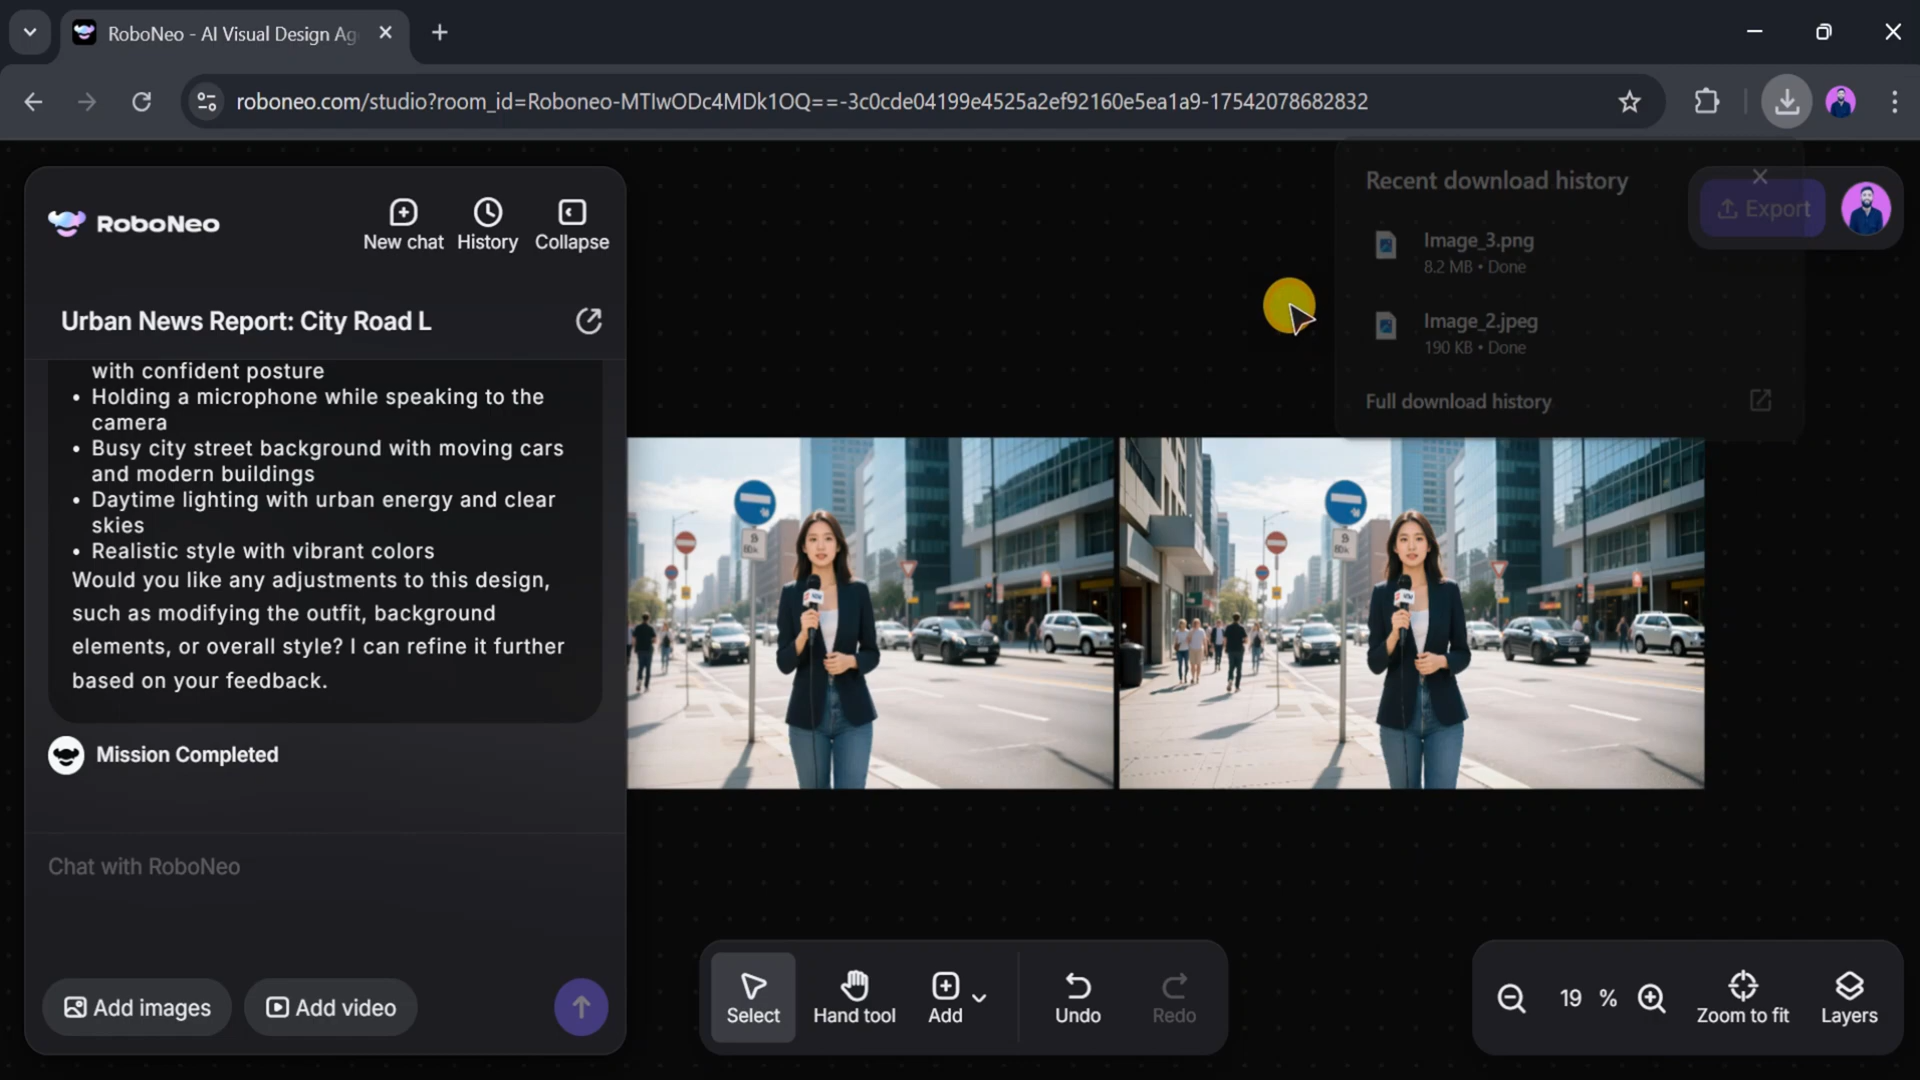 RoboNeo - AI Visual Design Ag
roboneo.com/studio?room_id=Roboneo-MTIwODc4MDk1OQ==-3c0cde04199e4525a2ef92160e5ea1a9-17542078682832
RoboNeo
New chat
History
Collapse
Urban News Report: City Road L
with confident posture
• Holding a microphone while speaking to the
camera
• Busy city street background with moving cars
and modern buildings
• Daytime lighting with urban energy and clear
skies
• Realistic style with vibrant colors
Would you like any adjustments to this design,
such as modifying the outfit, background
elements, or overall style? I can refine it further
based on your feedback.
Mission Completed
Chat with RoboNeo
Add images
Add video
Recent download history
Export
Image_3.png
8.2 MB • Done
Image_2.jpeg
190 KB • Done
Full download history
Select
Hand tool
Add
Undo
Redo
19 %
Zoom to fit
Layers